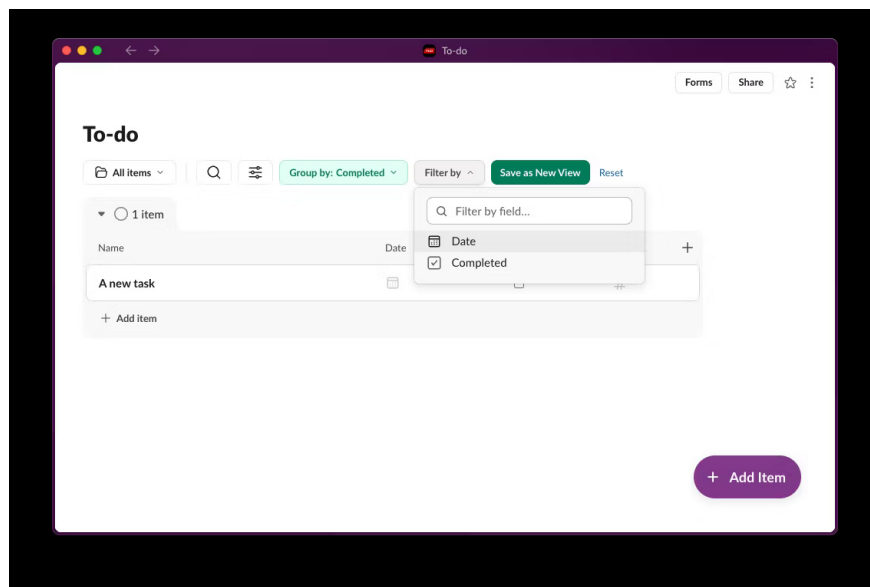 To-do
Forms
Share
To-do
All items
Group by: Completed
Filter by
Save as New View
Reset
1 item
Filter by field...
Name
Date
Date
Completed
A new task
Add item
Add Item